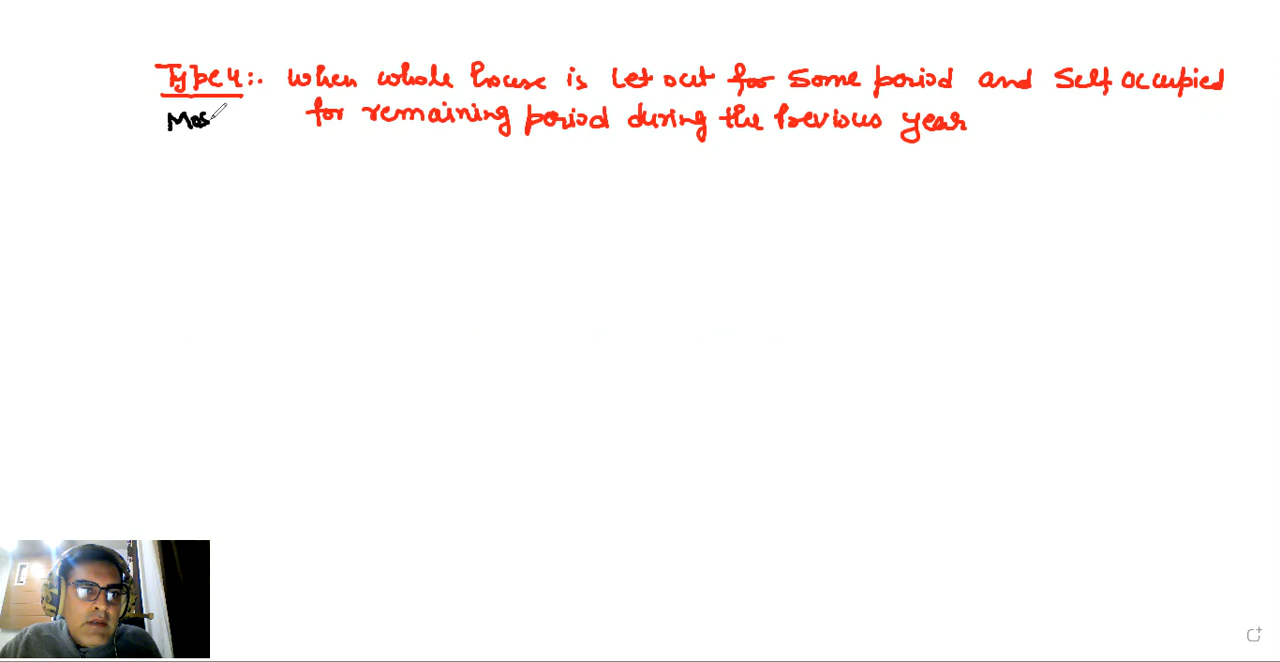 Type 4:. When whole house is Let out for some period and Self occupied
Mos for remaining period during the Previous year